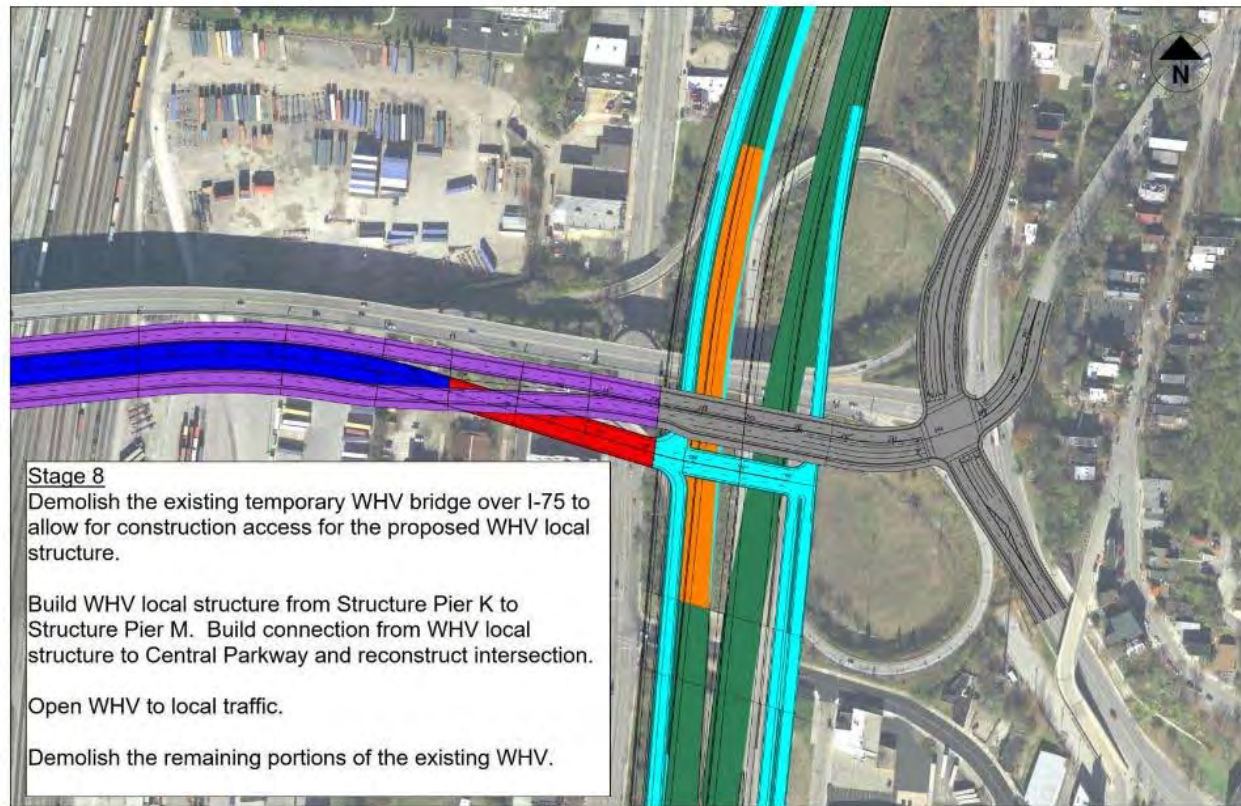 N
Stage 8
Demolish the existing temporary WHV bridge over I-75 to
allow for construction access for the proposed WHV local
structure.
Build WHV local structure from Structure Pier K to
Structure Pier M.  Build connection from WHV local
structure to Central Parkway and reconstruct intersection.
Open WHV to local traffic.
Demolish the remaining portions of the existing WHV.